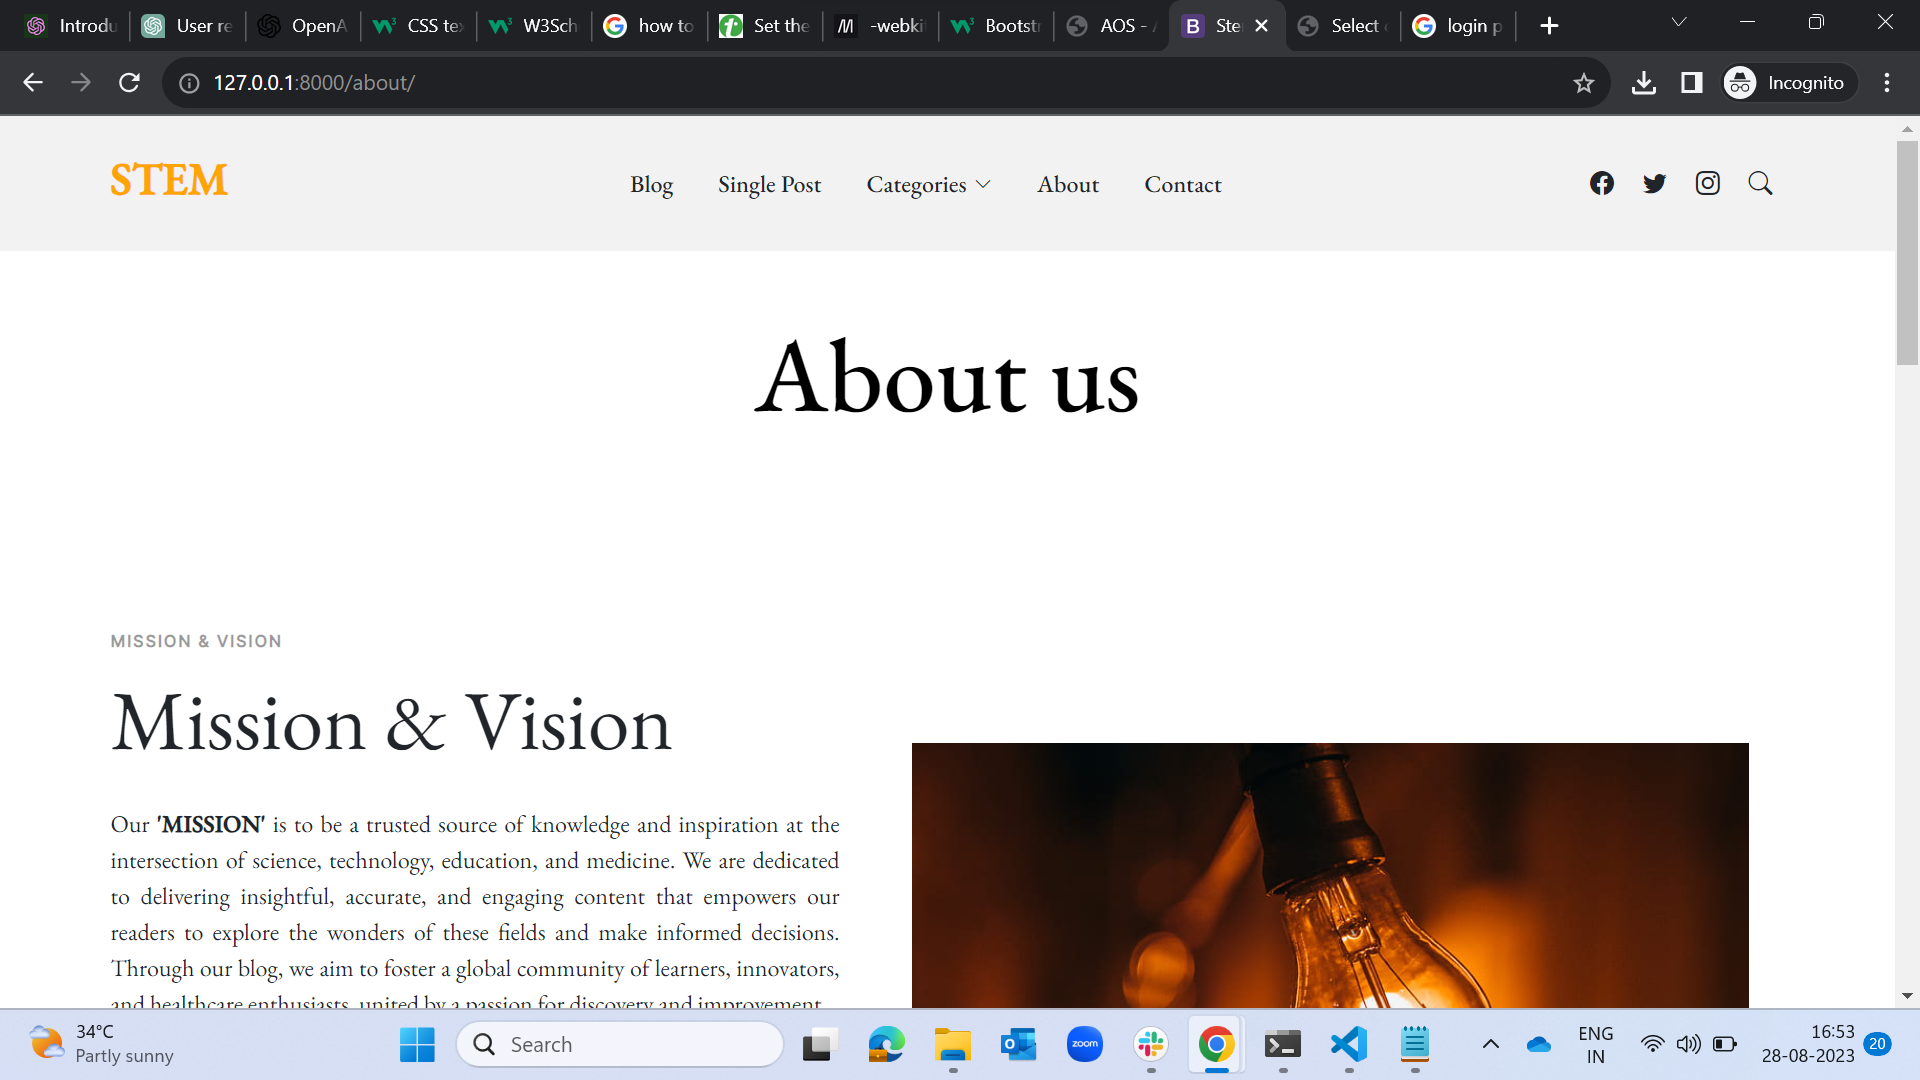 Introdu
User re
OpenA
CSS tex
W3Sch
how to
Set the
-webkit
Bootstr
AOS - A
Ste
Select
login p
127.0.0.1:8000/about/
Incognito
STEM
Blog
Single Post
Categories
About
Contact
About us
MISSION & VISION
Mission & Vision
Our 'MISSION' is to be a trusted source of knowledge and inspiration at the
intersection of science, technology, education, and medicine. We are dedicated
to delivering insightful, accurate, and engaging content that empowers our
readers to explore the wonders of these fields and make informed decisions.
Through our blog, we aim to foster a global community of learners, innovators,
and healthcare enthusiasts, united by a passion for discovery and improvement.
34°C
Partly sunny
Search
zoom
ENG
IN
16:53
28-08-2023
20